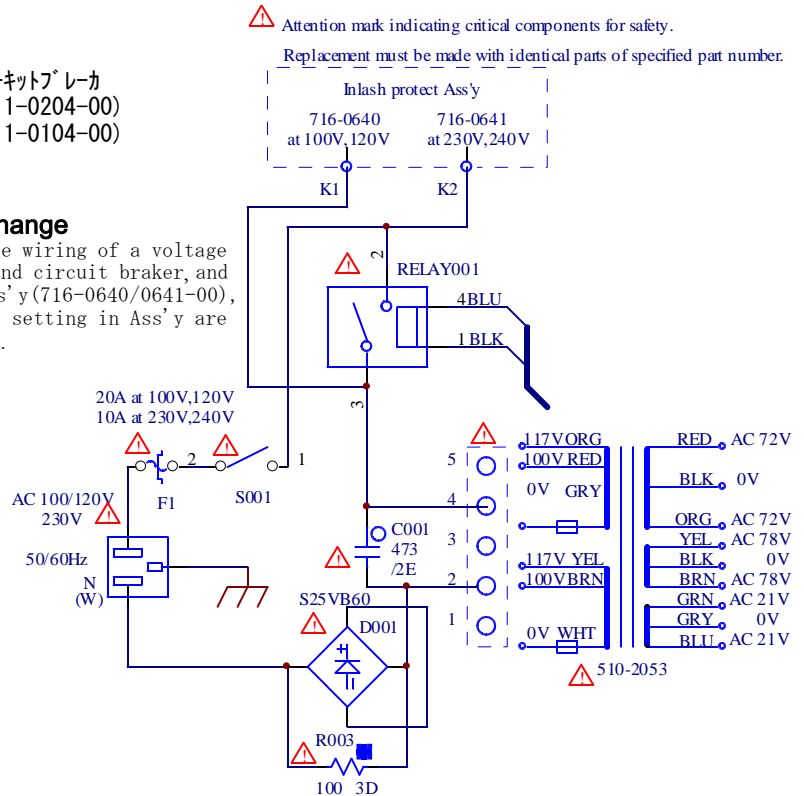 Attention mark indicating critical components for safety.
Replacement must be made with identical parts of specified part number.
ーキットブレーカ
1-0204-00)
1-0104-00)
Inlash protect Ass'y
716-0640
at 100V,120V
716-0641
at 230V,240V
K1
K2
hange
e wiring of a voltage
nd circuit braker,and
s'y(716-0640/0641-00),
setting in Ass'y are
.
2
RELAY001
4 BLU
1 BLK
3
20A at 100V,120V
10A at 230V,240V
2
1
F1
S001
AC 100/120V
230V
50/60Hz
N
(W)
C001
473
/2E
S25VB60
D001
R003
100 3D
5
4
3
2
1
117V ORG
100V RED
0V GRY
117V YEL
100V BRN
0V WHT
510-2053
RED AC 72V
BLK 0V
ORG AC 72V
YEL AC 78V
BLK 0V
BRN AC 78V
GRN AC 21V
GRY 0V
BLU AC 21V